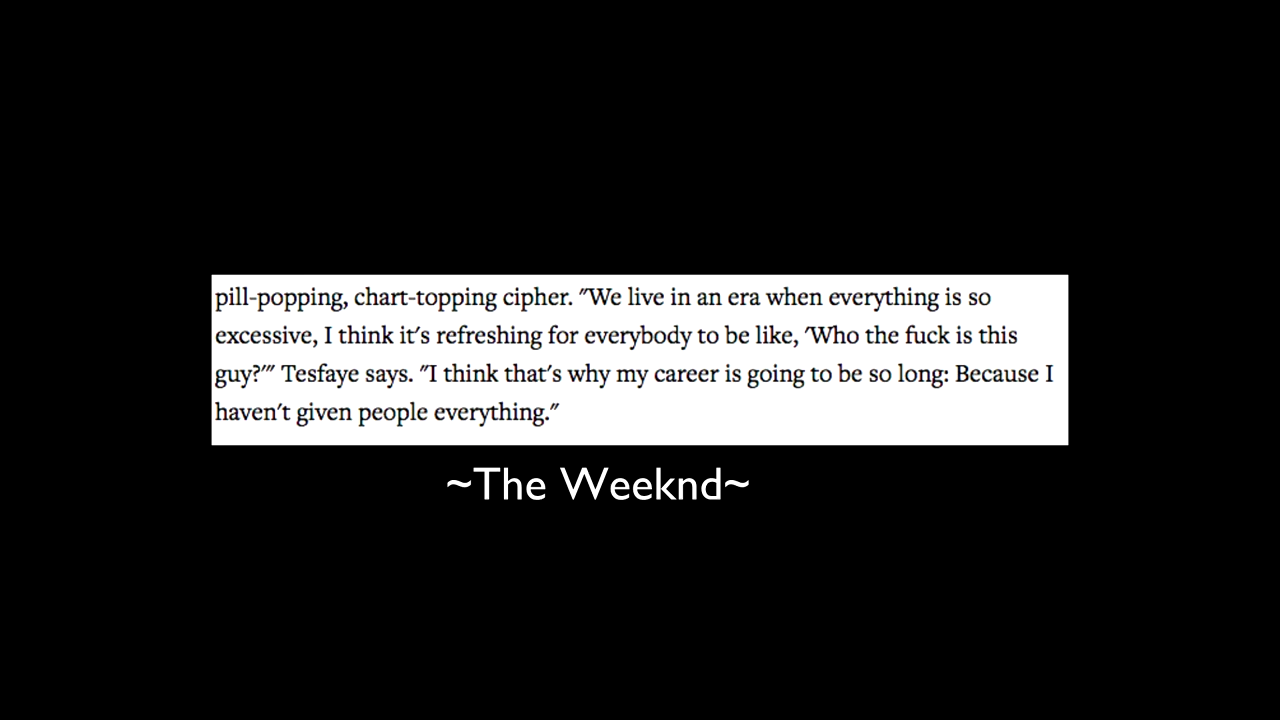 pill-popping, chart-topping cipher. "We live in an era when everything is so
excessive, I think it's refreshing for everybody to be like, 'Who the fuck is this
guy?'" Tesfaye says. "I think that's why my career is going to be so long: Because I
haven't given people everything."
~The Weeknd~